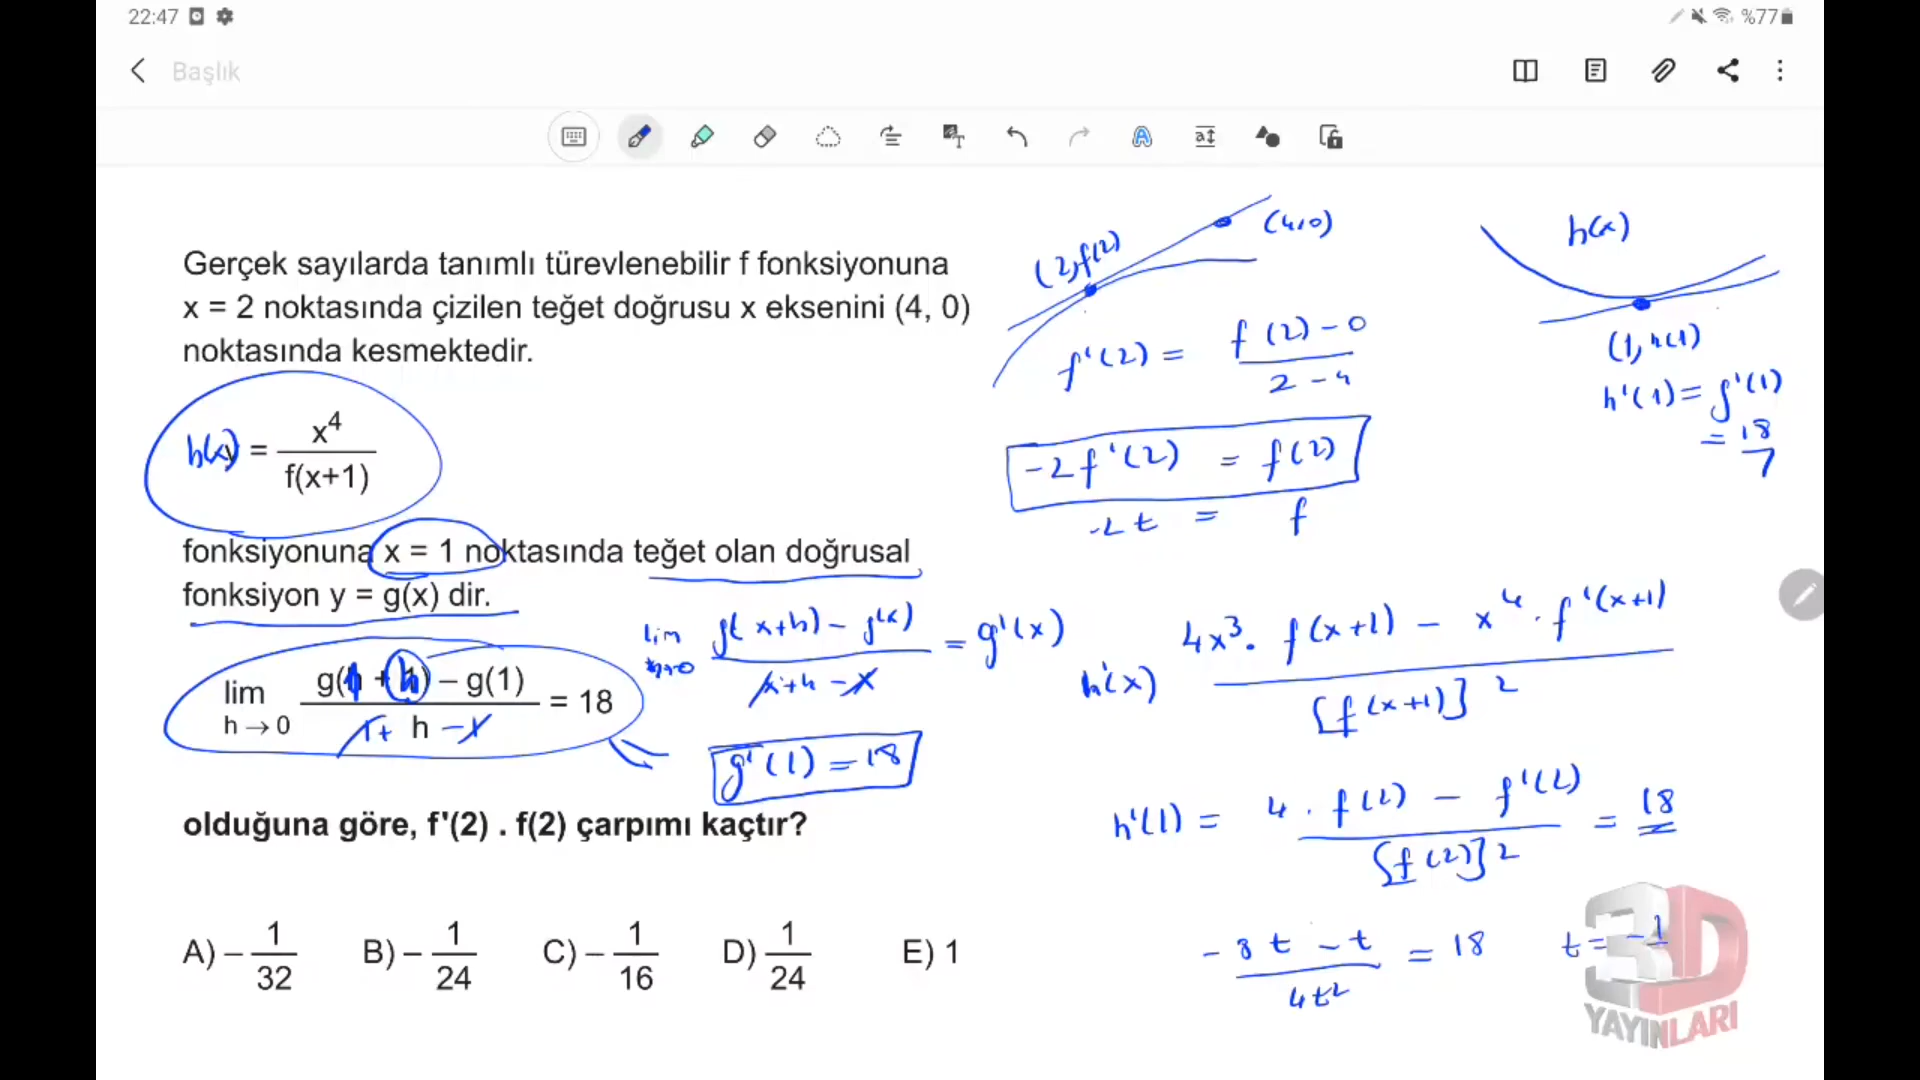 22:47
%77
Başlık
Gerçek sayılarda tanımlı türevlenebilir f fonksiyonuna
x = 2 noktasında çizilen teğet doğrusu x eksenini (4, 0)
noktasında kesmektedir.
h(x) = x⁴ / f(x+1)
fonksiyonuna x = 1 noktasında teğet olan doğrusal
fonksiyon y = g(x) dir.
lim h → 0 g(1 + h) – g(1) / 1 + h – 1 = 18
olduğuna göre, f'(2) . f(2) çarpımı kaçtır?
A) – 1/32 B) – 1/24 C) – 1/16 D) 1/24 E) 1
(2, f(2)) (4,0)
f'(2) = f(2) – 0 / 2 – 4
-2f'(2) = f(2)
-2t = f
h(x)
(1, h(1))
h'(1) = g'(1)
= 18
lim h→0 g(x+h) – g(x) / x+h – x = g'(x)
g'(1) = 18
h'(x) 4x³ . f(x+1) – x⁴ . f'(x+1) / [f(x+1)]²
h'(1) = 4 . f(2) – f'(2) / [f(2)]² = 18
-8t – t / 4t² = 18
t = -1
3D
YAYINLARI